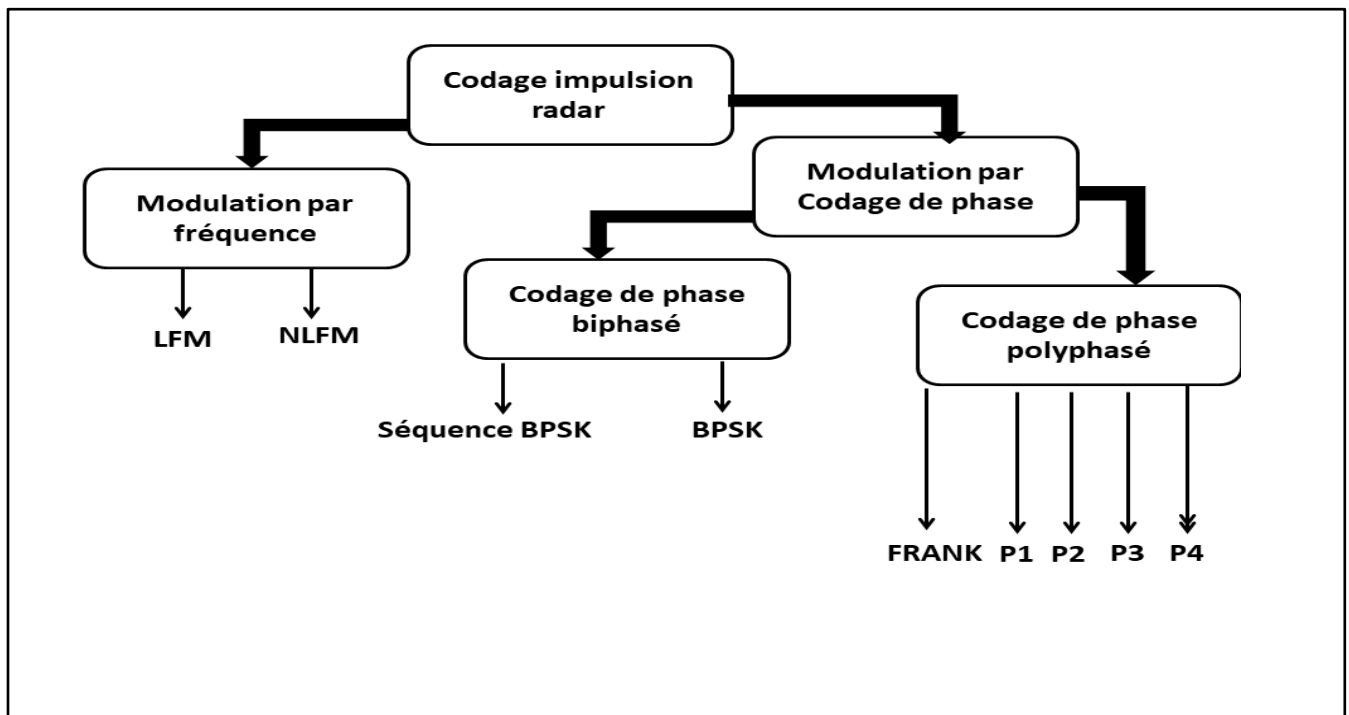 Codage impulsion
radar
Modulation par
fréquence
Modulation par
Codage de phase
LFM
NLFM
Codage de phase
biphasé
Codage de phase
polyphasé
Séquence BPSK
BPSK
FRANK
P1
P2
P3
P4